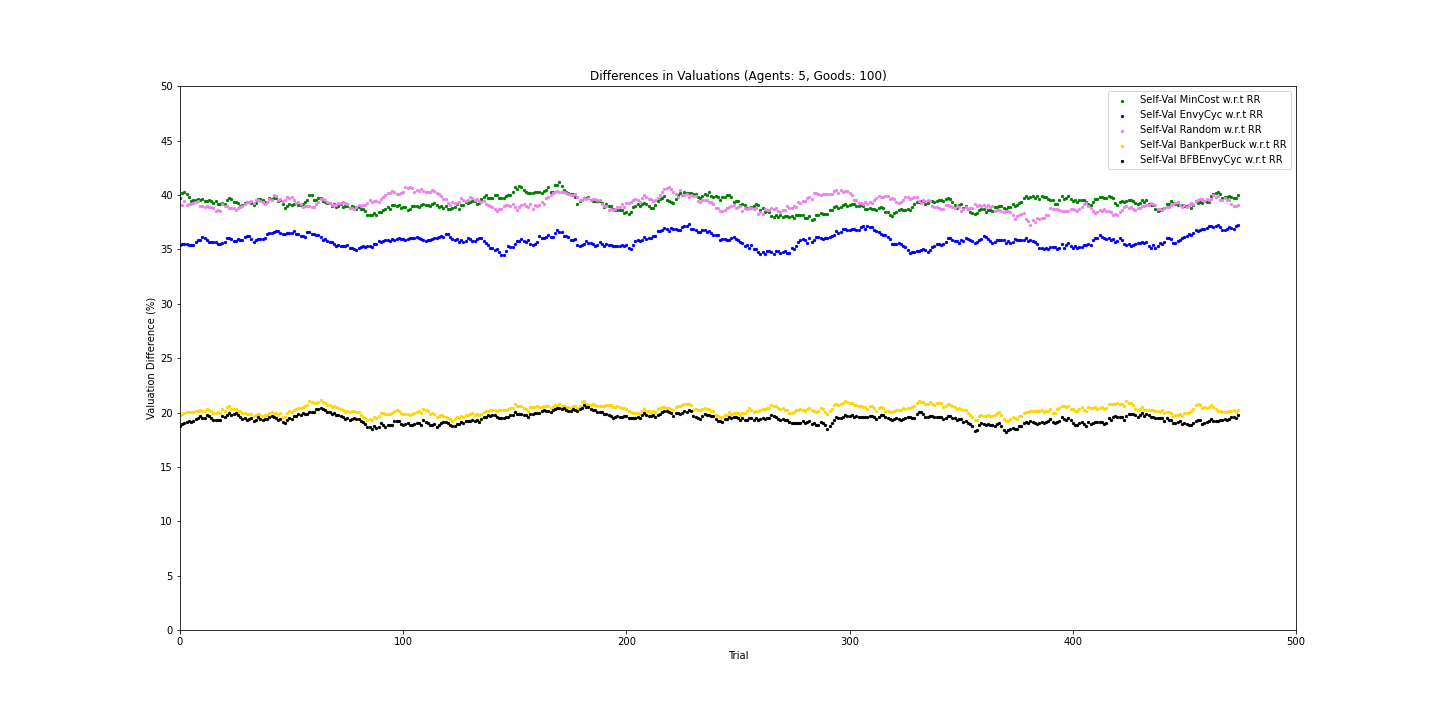 Differences in Valuations (Agents: 5, Goods: 100)
50
45
40
35
30
25
20
15
10
5
0
Valuation Difference (%)
Self-Val MinCost w.r.t RR
Self-Val EnvyCyc w.r.t RR
Self-Val Random w.r.t RR
Self-Val BankperBuck w.r.t RR
Self-Val BFBEnvyCyc w.r.t RR
0 100 200 300 400 500
Trial